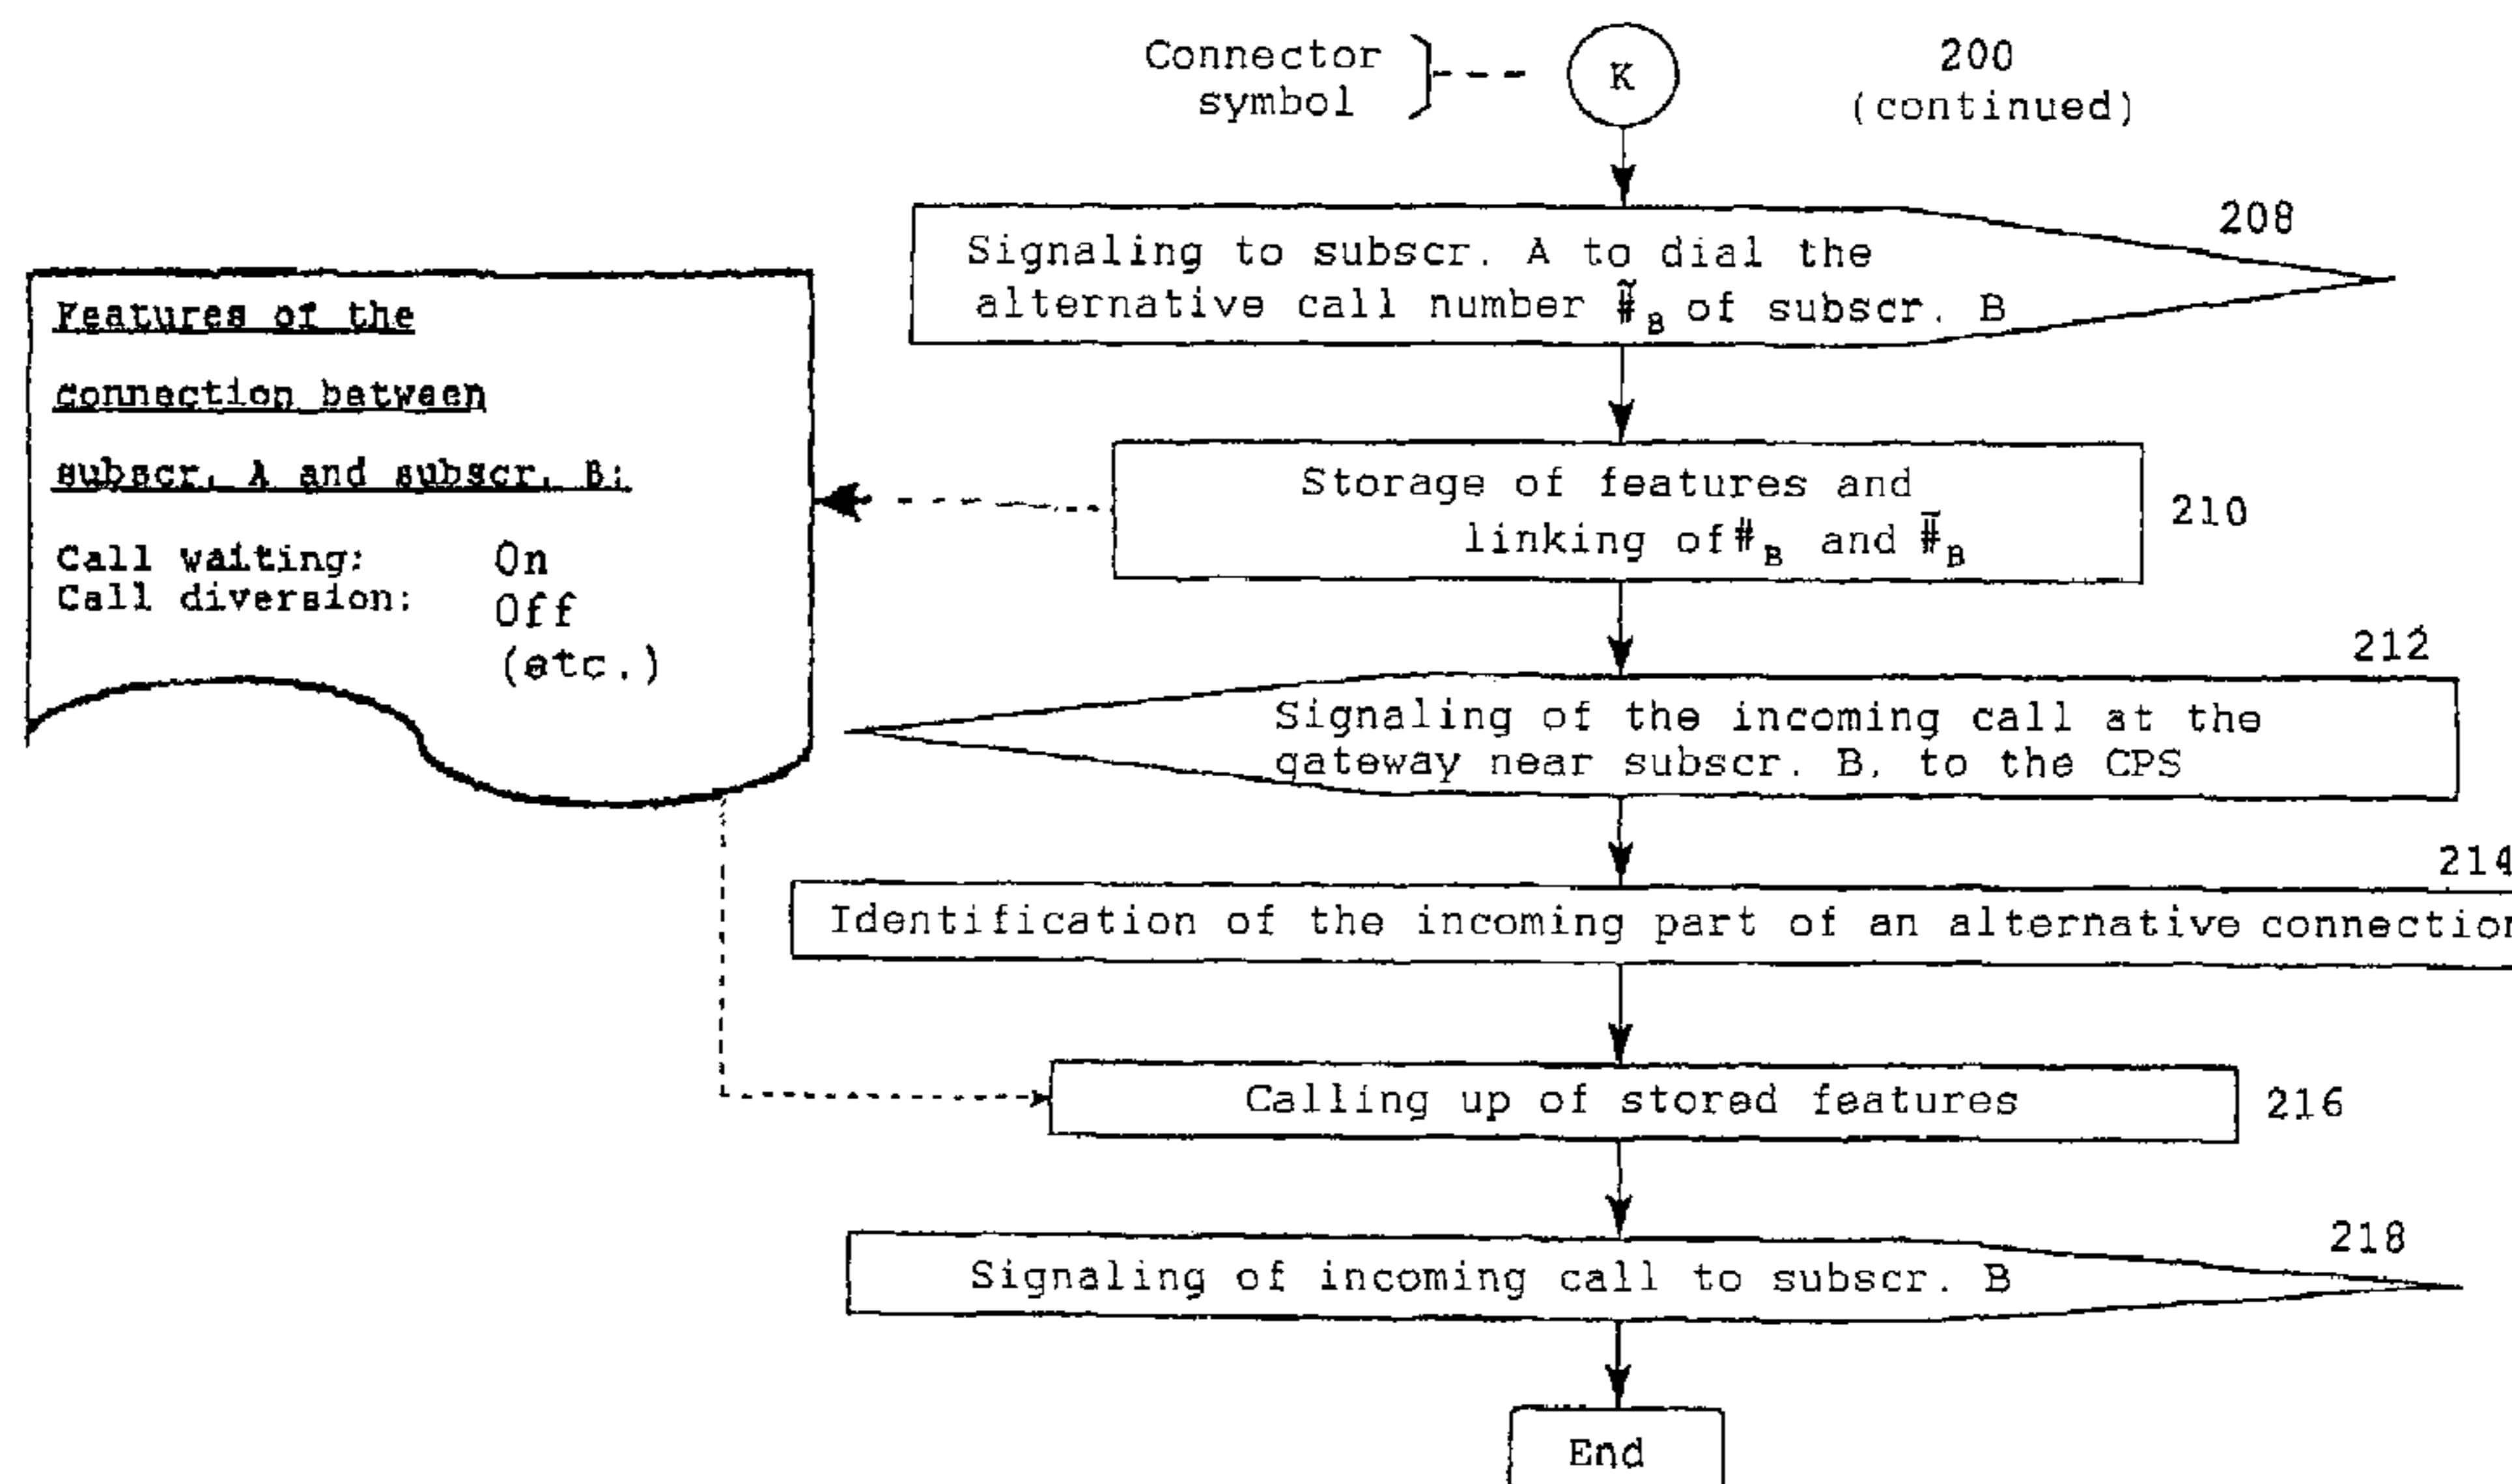 Connector
symbol
K
200
(continued)
208
Signaling to subscr. A to dial the
alternative call number #̃B of subscr. B
Features of the
connection between
subscr. A and subscr. B:
Call waiting: On
Call diversion: Off
(etc.)
Storage of features and
linking of #B and #̃B
210
212
Signaling of the incoming call at the
gateway near subscr. B, to the CPS
214
Identification of the incoming part of an alternative connection
Calling up of stored features
216
218
Signaling of incoming call to subscr. B
End